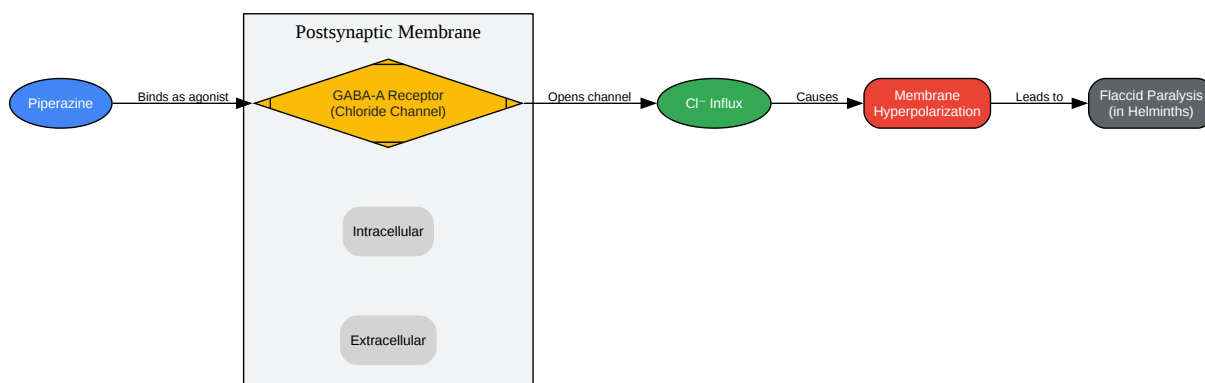 Postsynaptic Membrane
Piperazine
Binds as agonist
GABA-A Receptor
(Chloride Channel)
Opens channel
Cl⁻ Influx
Causes
Membrane
Hyperpolarization
Leads to
Flaccid Paralysis
(in Helminths)
Intracellular
Extracellular